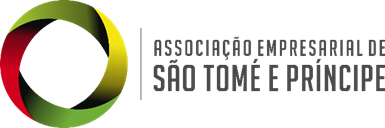 ASSOCIAÇÃO EMPRESARIAL DE
SÃO TOMÉ E PRÍNCIPE